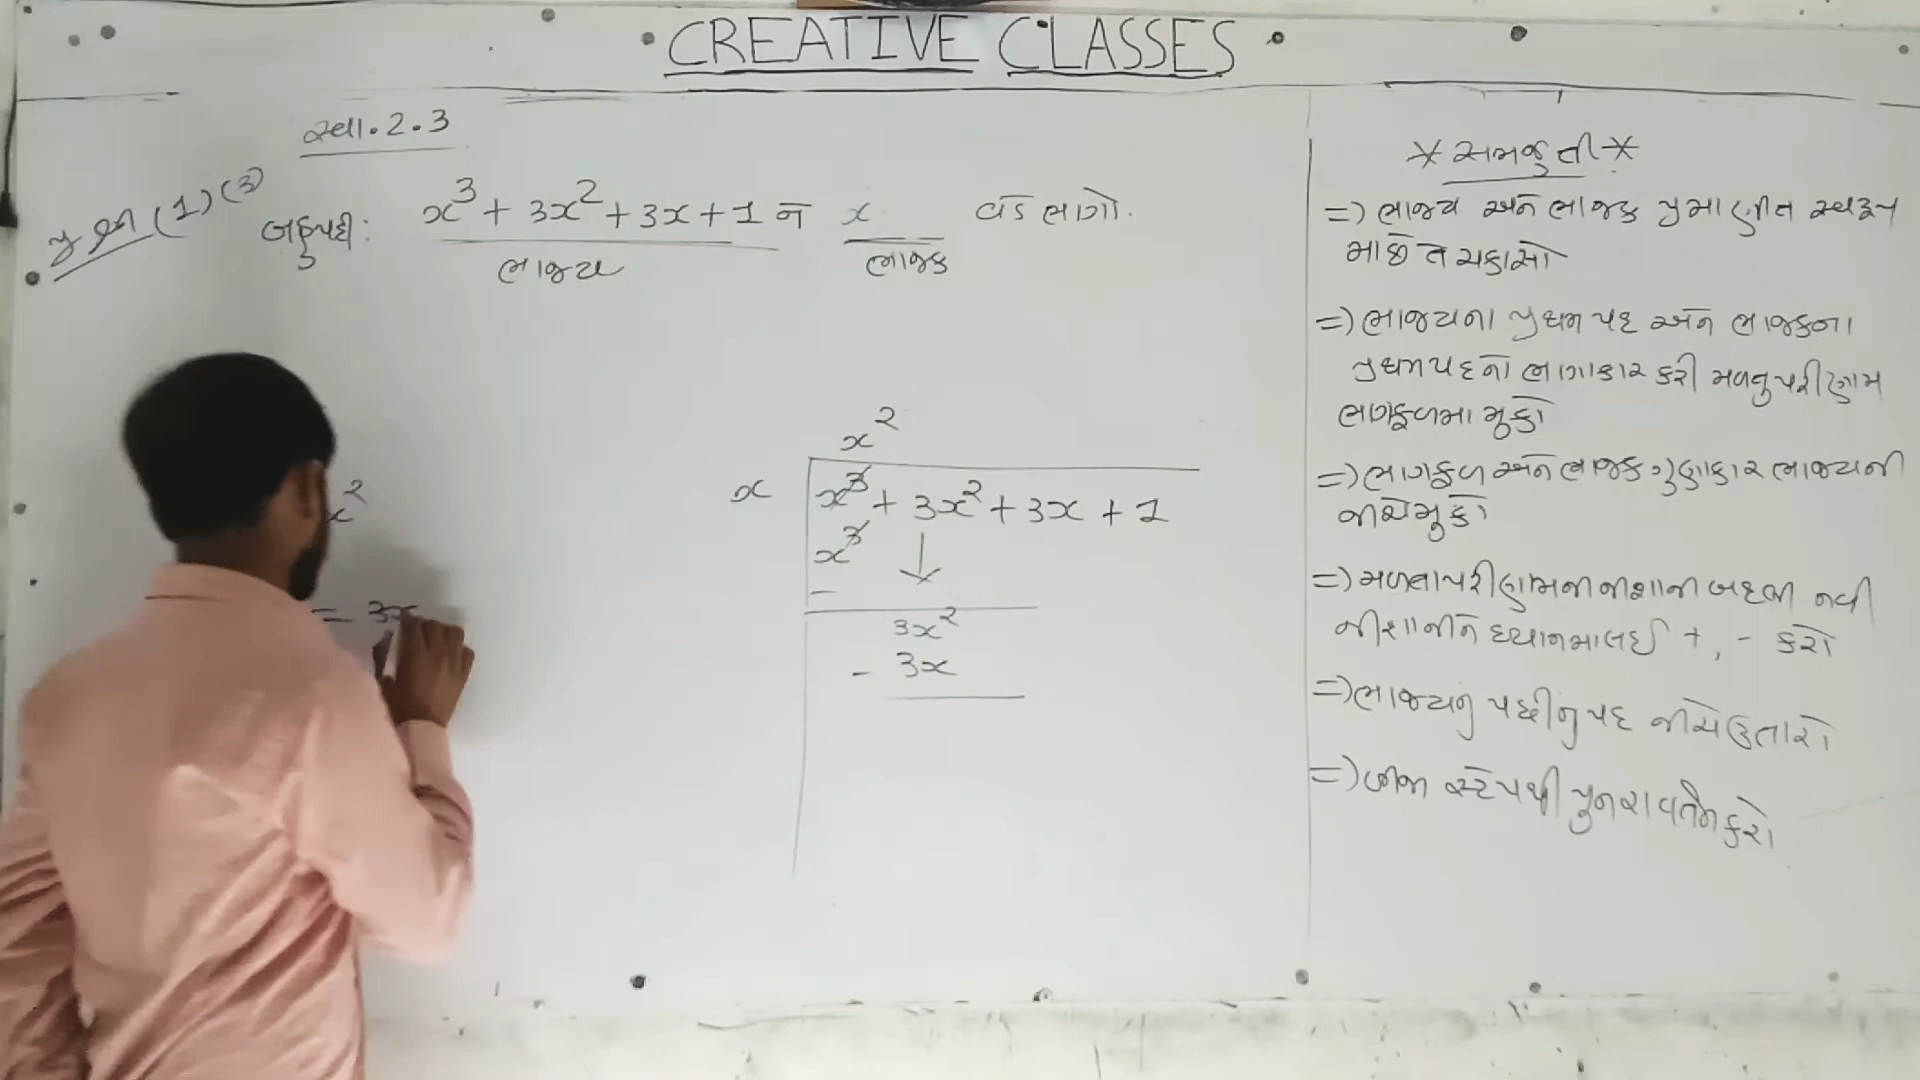 CREATIVE CLASSES
સ્વા. 2.3
પ્રશ્ન (1) (3)
બહુપદી: x³ + 3x² + 3x + 1 ને x વડે ભાગો.
ભાજ્ય ભાજક
x²
x x³ + 3x² + 3x + 1
x³
-
3x²
- 3x
x²
= 3x
* સમજુતી *
=> ભાજ્ય અને ભાજક પ્રમાણીત સ્વરૂપ
મા છે તે ચકાસો
=> ભાજ્યના પ્રથમ પદ અને ભાજકના
પ્રથમ પદનો ભાગાકાર કરી મળતુ પરીણામ
ભાગફળમા મુકો
=> ભાગફળ અને ભાજક ગુણાકાર ભાજ્યની
નીચે મુકો
=> મળતા પરીણામની નીશાની બદલી નવી
નીશાનીને ધ્યાનમા લઈ +, - કરો
=> ભાજ્યનુ પછીનુ પદ નીચે ઉતારો
=> બીજા સ્ટેપથી પુનરાવર્તન કરો